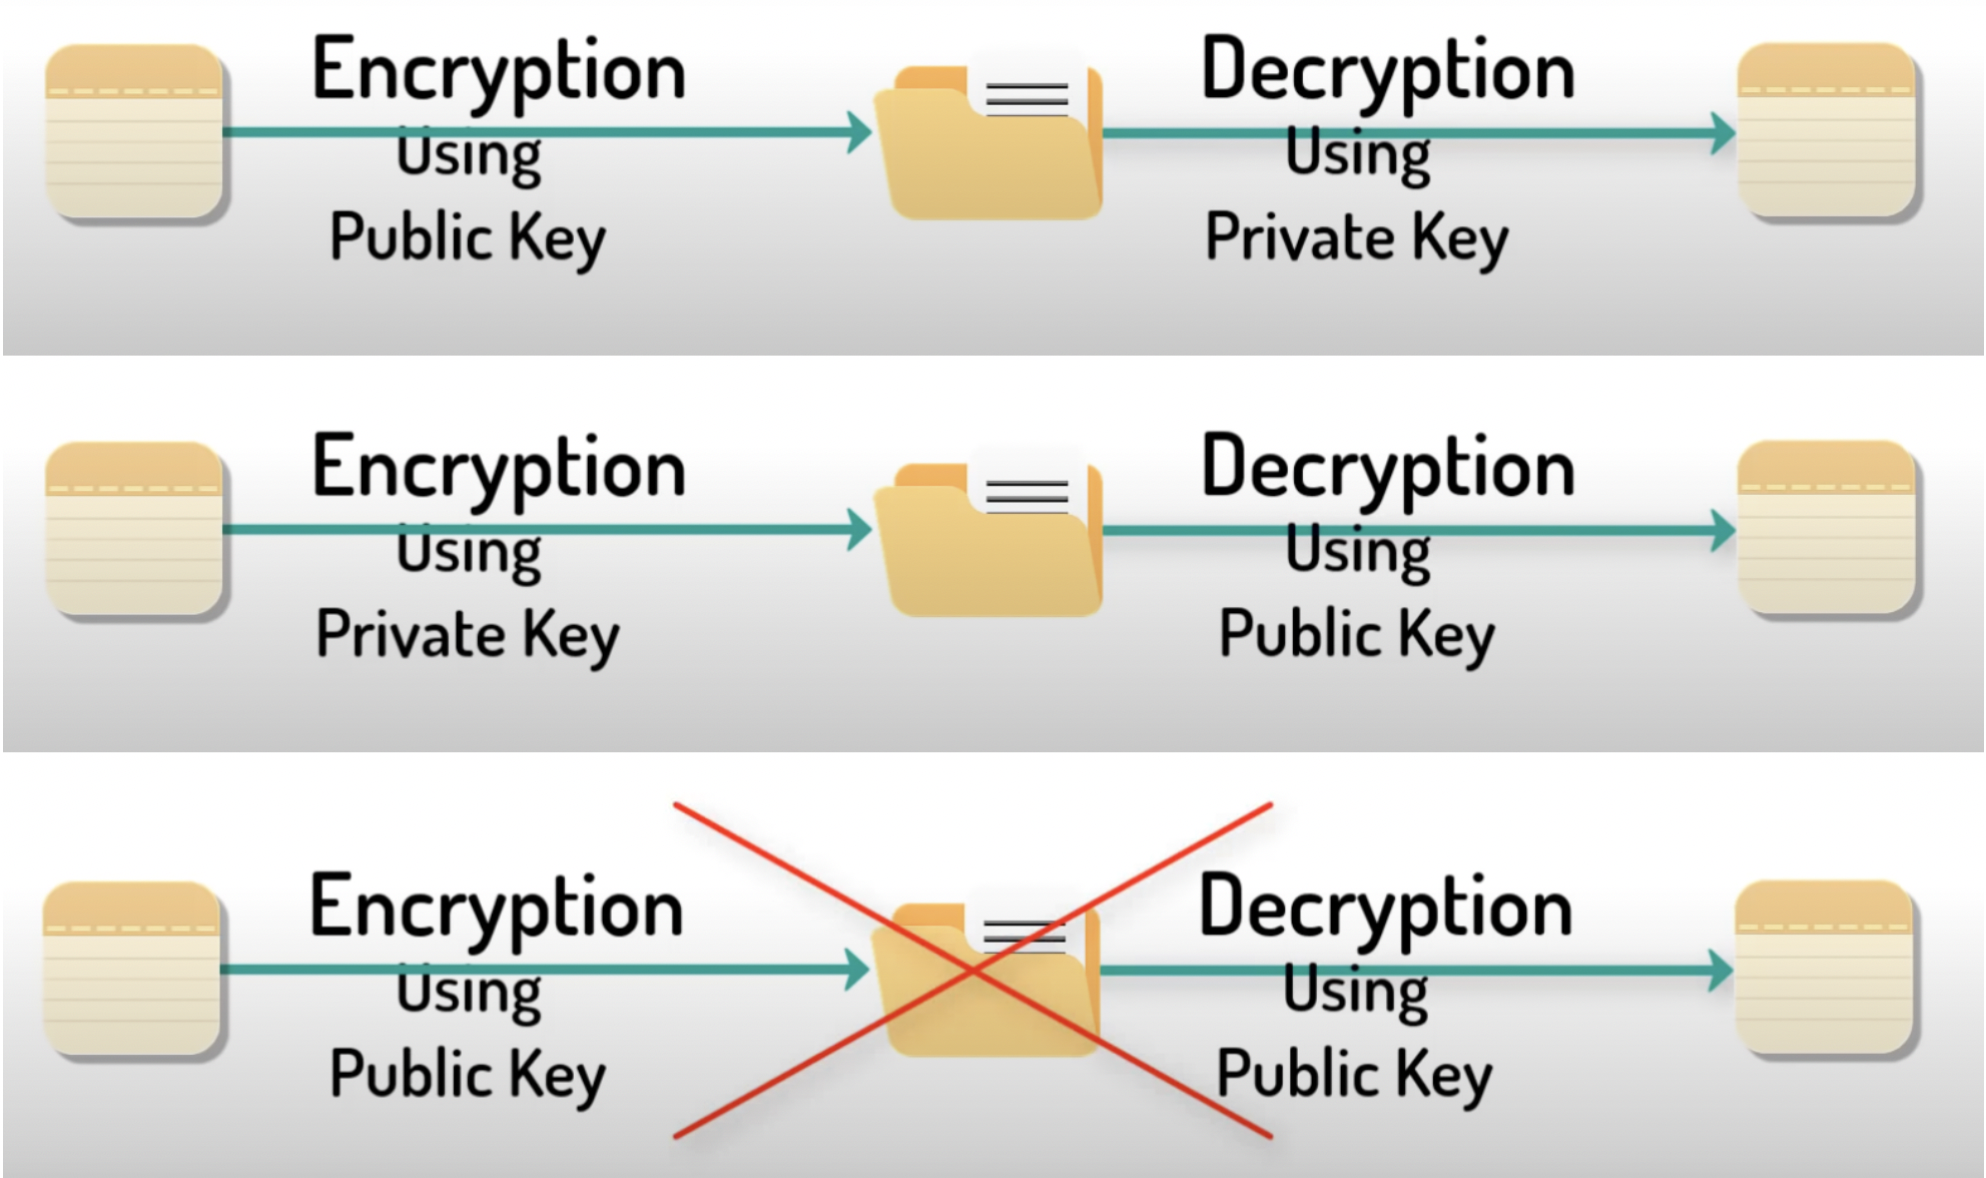 Encryption
Using
Public Key
Decryption
Using
Private Key
Encryption
Using
Private Key
Decryption
Using
Public Key
Encryption
Using
Public Key
Decryption
Using
Public Key